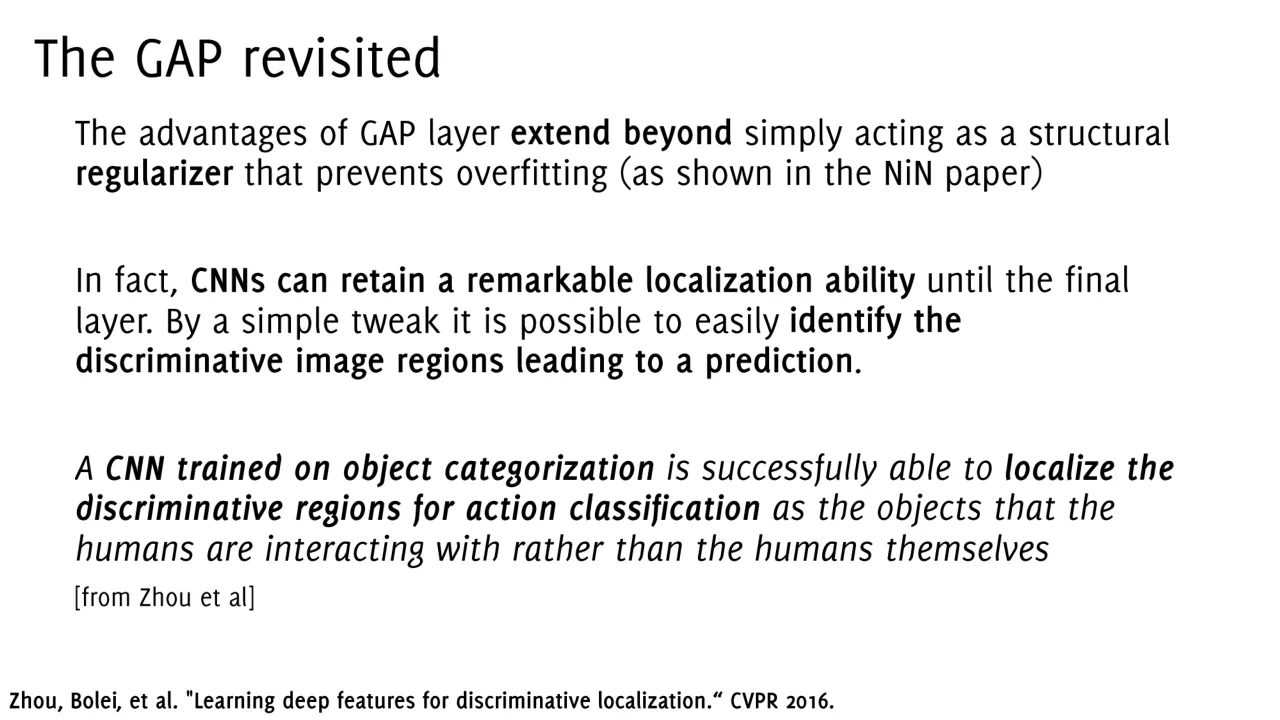 The GAP revisited
The advantages of GAP layer extend beyond simply acting as a structural
regularizer that prevents overfitting (as shown in the NiN paper)
In fact, CNNs can retain a remarkable localization ability until the final
layer. By a simple tweak it is possible to easily identify the
discriminative image regions leading to a prediction.
A CNN trained on object categorization is successfully able to localize the
discriminative regions for action classification as the objects that the
humans are interacting with rather than the humans themselves
[from Zhou et al]
Zhou, Bolei, et al. "Learning deep features for discriminative localization.“ CVPR 2016.